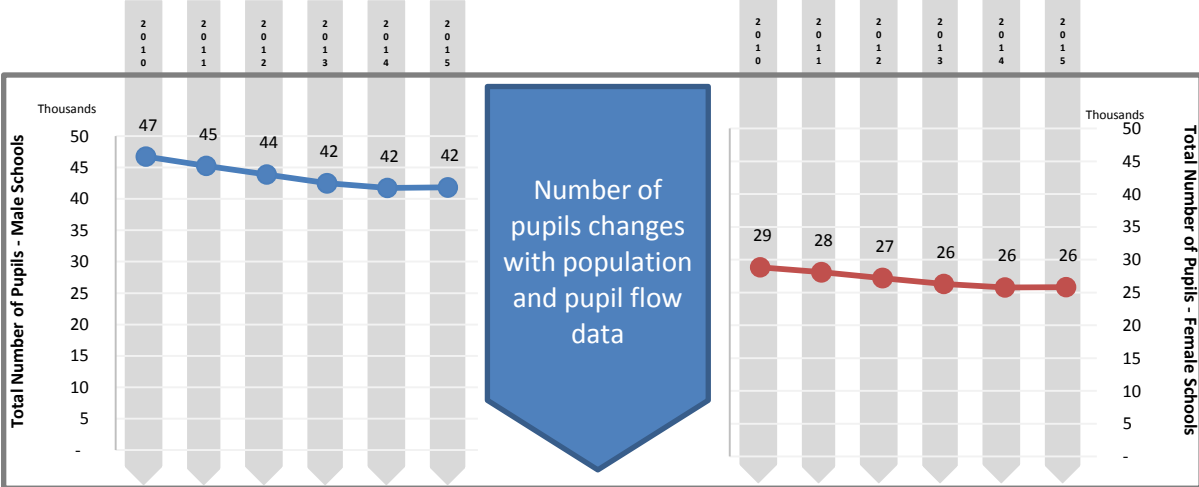 2010 2011 2012 2013 2014 2015
2010 2011 2012 2013 2014 2015
Total Number of Pupils - Male Schools
Thousands
50
45
40
35
30
25
20
15
10
5
-
47 45 44 42 42 42
Number of
pupils changes
with population
and pupil flow
data
29 28 27 26 26 26
Thousands
50
45
40
35
30
25
20
15
10
5
-
Total Number of Pupils - Female Schools